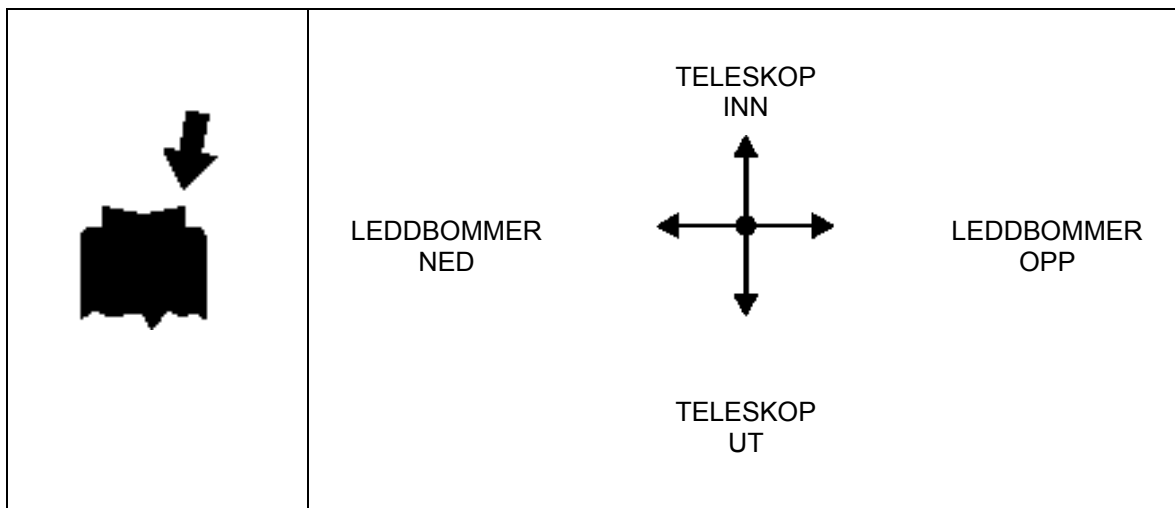 TELESKOP
INN
LEDDBOMMER
NED
LEDDBOMMER
OPP
TELESKOP
UT